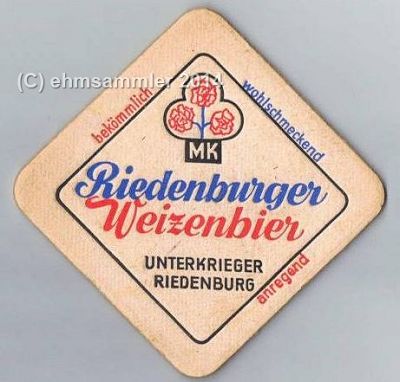 (C) ehmsammler 2014
bekömmlich
wohlschmeckend
MK
Riedenburger
Weizenbier
UNTERKRIEGER
RIEDENBURG
anregend